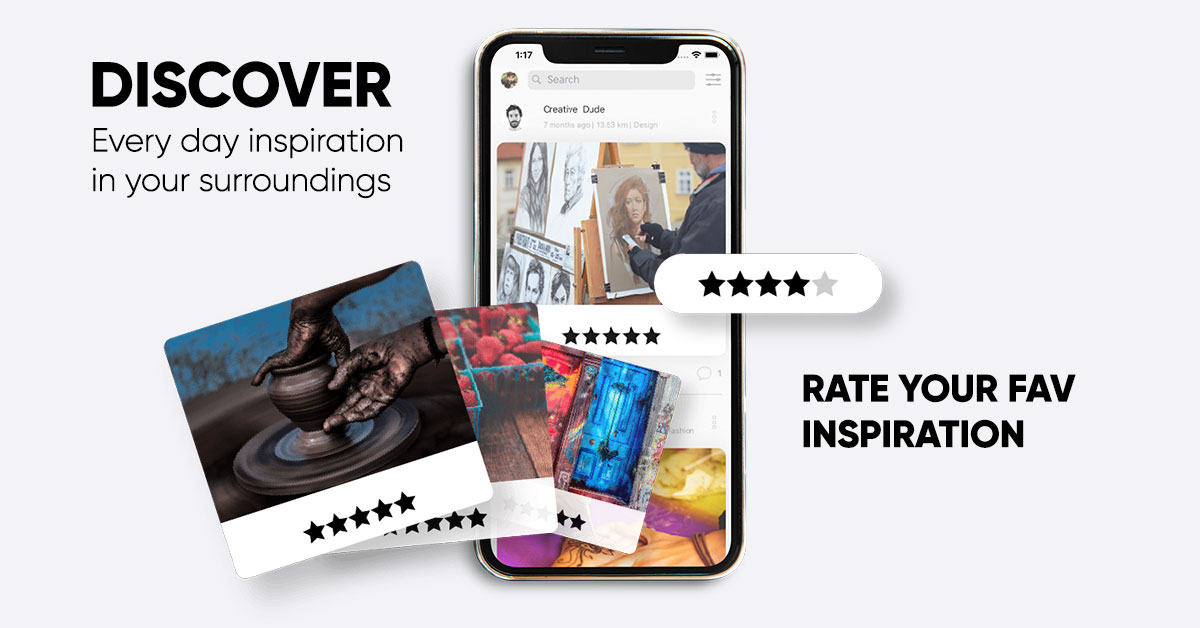 DISCOVER
Every day inspiration
in your surroundings
1:17
Search
Creative Dude
7 months ago | 13.53 km | Design
1
Fashion
RATE YOUR FAV
INSPIRATION